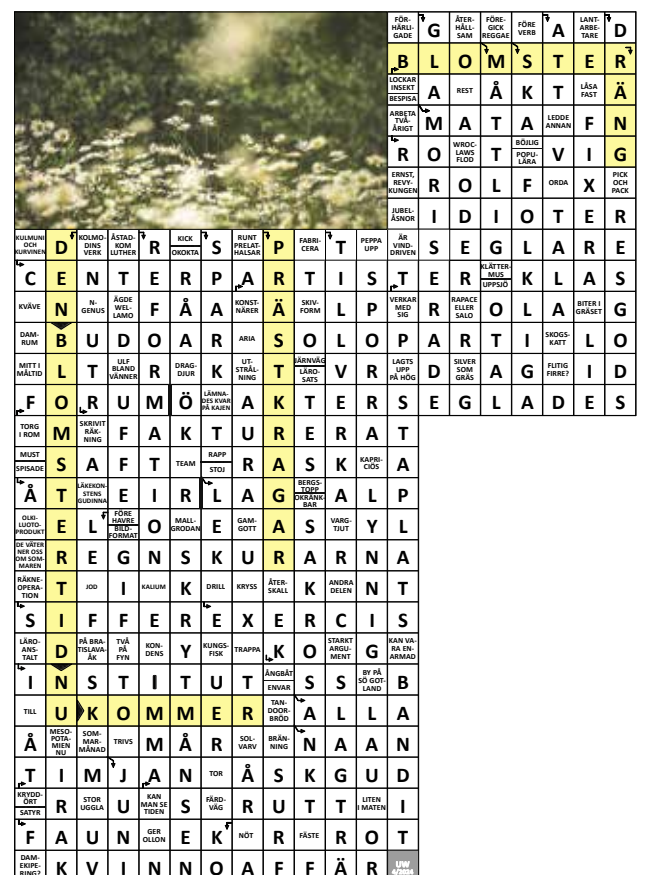 FÖR-HÄRLI-GADE G ÅTER-HÅLL-SAM FÖRE-GICK REGGAE FÖRE VERB A LANT-ARBE-TARE D
B L O M S T E R
LOCKAR INSEKT BESPISA A REST Å K T LÅSA FAST Ä
ARBETA TVÅ-ÅRIGT M A T A LEDDE ANNAN F N
R O WROC-LAWS FLOD T BÖJLIG POPU-LÄRA V I G
ERNST, REVY-KUNGEN R O L F ORDA X PICK OCH PACK
JUBEL-ÅSNOR I D I O T E R
KULMUNI OCH KURVINEN D KOLMO-DINS VERK ÅSTAD-KOM LUTHER R KICK OKOKTA S RUNT PRELAT-HALSAR P FABRI-CERA T PEPPA UPP ÄR VIND-DRIVEN S E G L A R E
C E N T E R P A R T I S T E R KLÄTTER-MUS UPPSJÖ K L A S
KVÄVE N N-GENUS ÄGDE WEL-LAMO F Å A KONST-NÄRER Ä SKIV-FORM L P VERKAR MED SIG R RAPACE ELLER SALO O L A BITER I GRÄSET G
DAM-RUM B U D O A R ARIA S O L O P A R T I SKOGS-KATT L O
MITT I MÅLTID L T ULF BLAND VÄNNER R DRAG-DJUR K UT-STRÅL-NING T JÄRNVÄG LÄRO-SATS V R LAGTS UPP PÅ HÖG D SILVER SOM GRÄS A G FLITIG FIRRE? I D
F O R U M Ö LÄMNA-DES KVAR PÅ KAJEN A K T E R S E G L A D E S
TORG I ROM M SKRIVIT RÄK-NING F A K T U R E R A T
MUST SPISADE S A F T TEAM RAPP STOJ R A S K KAPRI-CIÖS A
Å T LÄKEKON-STENS GUDINNA E I R L A G BERGS-TOPP OKRÄNK-BAR A L P
OLKI-LUOTO-PRODUKT E L FÖRE HAVRE BILD-FORMAT O MALL-GRODAN E GAM-GOTT A S VARG-TJUT Y L
DE VÄTER NER OSS OM SOM-MAREN R E G N S K U R A R N A
RÄKNE-OPERA-TION T JOD I KALIUM K DRILL KRYSS ÅTER-SKALL K ANDRA DELEN N T
S I F F E R E X E R C I S
LÄRO-ANS-TALT D PÅ BRA-TISLAVA-ÅK TVÅ PÅ FYN KON-DENS Y KUNGS-FISK TRAPPA K O STARKT ARGU-MENT G KAN VA-RA EN-ARMAD
I N S T I T U T ÅNGBÅT ENVAR S S BY PÅ SÖ GOT-LAND B
TILL U K O M M E R TAN-DOOR-BRÖD A L L A
Å MESO-POTA-MIEN NU SOM-MAR-MÅNAD TRIVS M Å R SOL-VARV BRÄN-NING N A A N
T I M J A N TOR Å S K G U D
KRYDD-ÖRT SATYR R STOR UGGLA U KAN MAN SE TIDEN S FÄRD-VÄG R U T T LITEN I MATEN I
F A U N GER OLLON E K NÖT R FÄSTE R O T
DAM-EKIPE-RING? K V I N N O A F F Ä R UW 4/2024